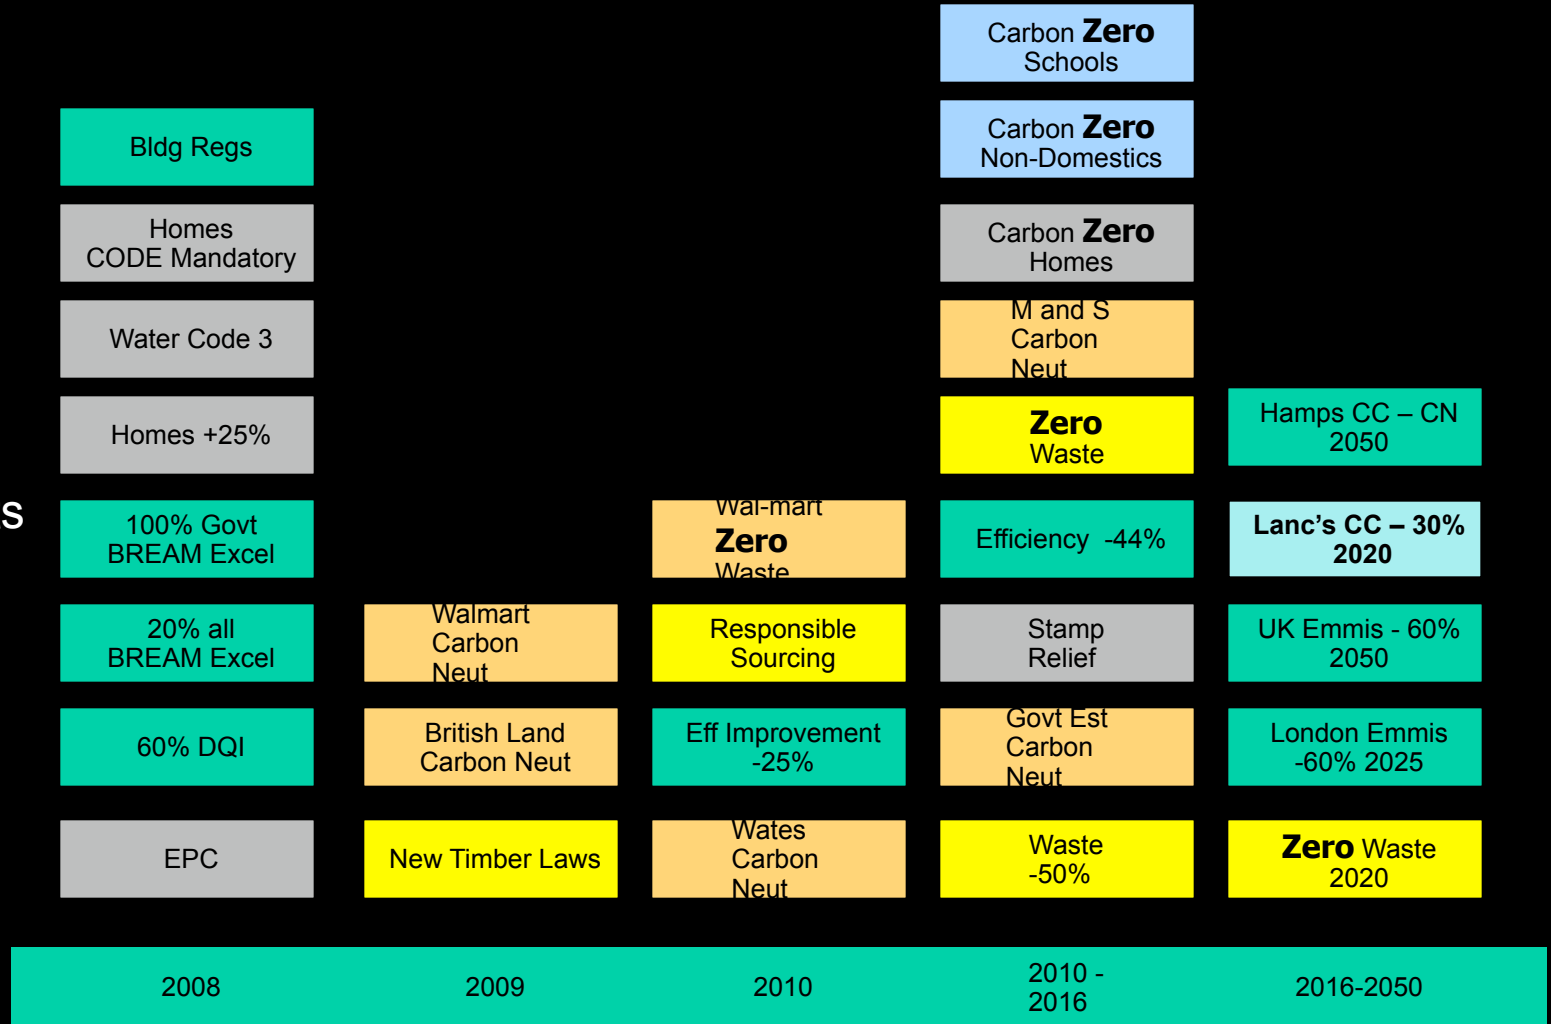 Carbon Zero
Schools
Carbon Zero
Non-Domestics
Bldg Regs
Homes
CODE Mandatory
Carbon Zero
Homes
Water Code 3
M and S
Carbon
Neut
Homes +25%
Zero
Waste
Hamps CC – CN
2050
s
100% Govt
BREAM Excel
Wal-mart
Zero
Waste
Efficiency -44%
Lanc’s CC – 30%
2020
20% all
BREAM Excel
Walmart
Carbon
Neut
Responsible
Sourcing
Stamp
Relief
UK Emmis - 60%
2050
60% DQI
British Land
Carbon Neut
Eff Improvement
-25%
Govt Est
Carbon
Neut
London Emmis
-60% 2025
EPC
New Timber Laws
Wates
Carbon
Neut
Waste
-50%
Zero Waste
2020
2008
2009
2010
2010 -
2016
2016-2050